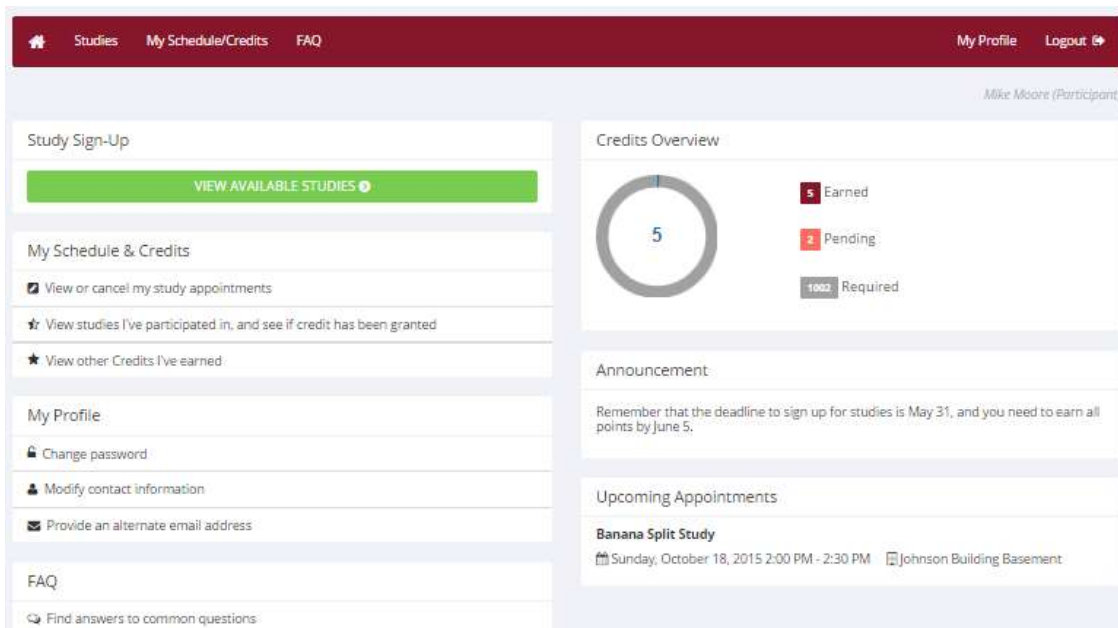 Studies My Schedule/Credits FAQ My Profile Logout
Mike Moore (Participant)
Study Sign-Up
VIEW AVAILABLE STUDIES
My Schedule & Credits
View or cancel my study appointments
View studies I've participated in, and see if credit has been granted
View other Credits I've earned
My Profile
Change password
Modify contact information
Provide an alternate email address
FAQ
Find answers to common questions
Credits Overview
5
5 Earned
2 Pending
1002 Required
Announcement
Remember that the deadline to sign up for studies is May 31, and you need to earn all
points by June 5.
Upcoming Appointments
Banana Split Study
Sunday, October 18, 2015 2:00 PM - 2:30 PM Johnson Building Basement